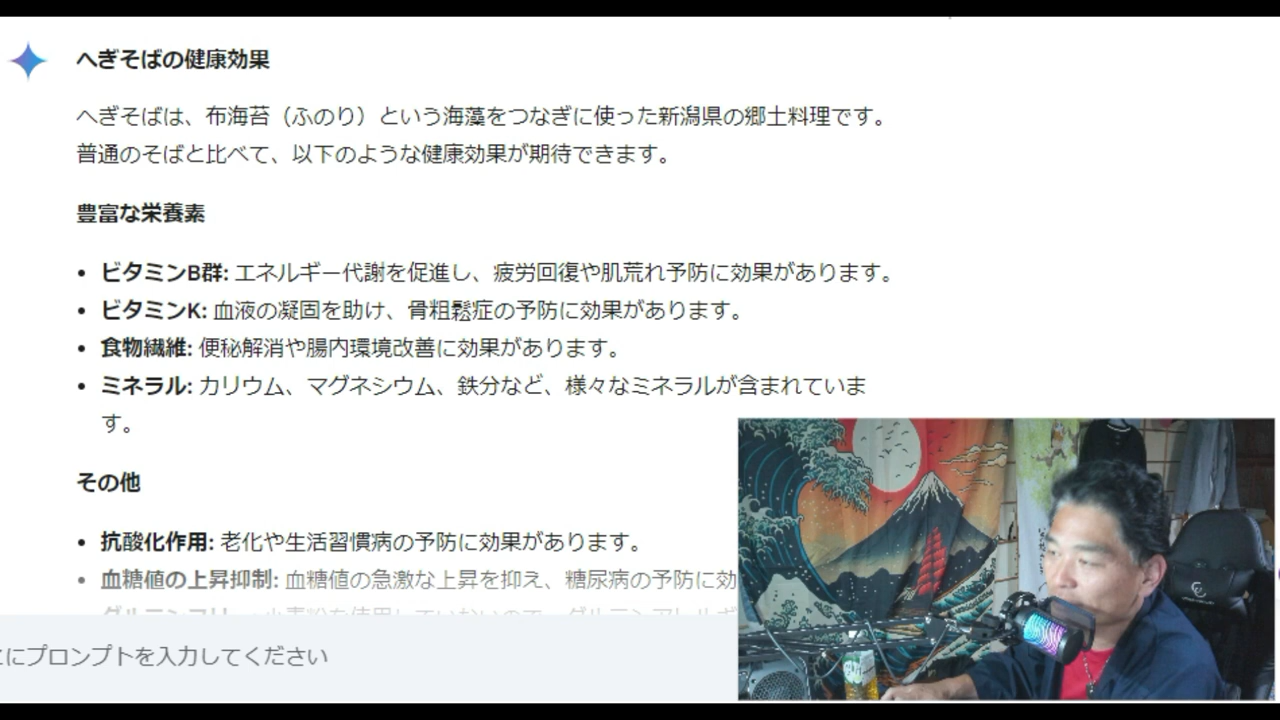 へぎそばの健康効果
へぎそばは、布海苔（ふのり）という海藻をつなぎに使った新潟県の郷土料理です。
普通のそばと比べて、以下のような健康効果が期待できます。
豊富な栄養素
• ビタミンB群: エネルギー代謝を促進し、疲労回復や肌荒れ予防に効果があります。
• ビタミンK: 血液の凝固を助け、骨粗鬆症の予防に効果があります。
• 食物繊維: 便秘解消や腸内環境改善に効果があります。
• ミネラル: カリウム、マグネシウム、鉄分など、様々なミネラルが含まれていま
す。
その他
• 抗酸化作用: 老化や生活習慣病の予防に効果があります。
• 血糖値の上昇抑制: 血糖値の急激な上昇を抑え、糖尿病の予防に効
にプロンプトを入力してください